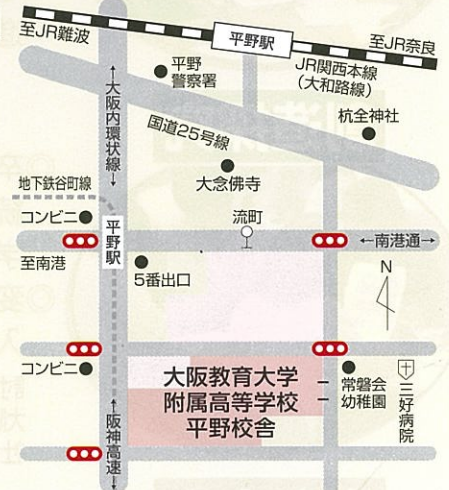 至JR難波
平野駅
至JR奈良
JR関西本線
(大和路線)
平野
警察署
杭全神社
国道25号線
大念佛寺
←大阪内環状線→
地下鉄谷町線
コンビニ
平野駅
流町
←南港通→
至南港
5番出口
N
コンビニ
大阪教育大学
附属高等学校
平野校舎
常磐会
幼稚園
三好病院
←阪神高速→